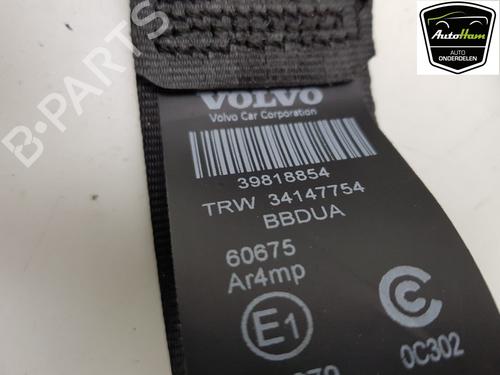 AutoHam
AUTO
ONDERDELEN
B-PARTS
VOLVO
Volvo Car Corporation
39818854
TRW 34147754
BBDUA
60675
Ar4mp
E1
0C302